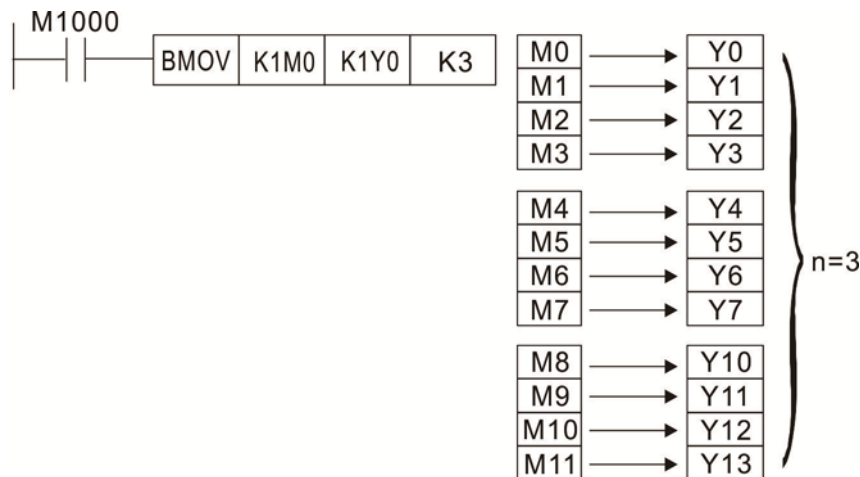 M1000
BMOV K1M0 K1Y0 K3
M0 Y0
M1 Y1
M2 Y2
M3 Y3
M4 Y4
M5 Y5
M6 Y6
M7 Y7
n=3
M8 Y10
M9 Y11
M10 Y12
M11 Y13